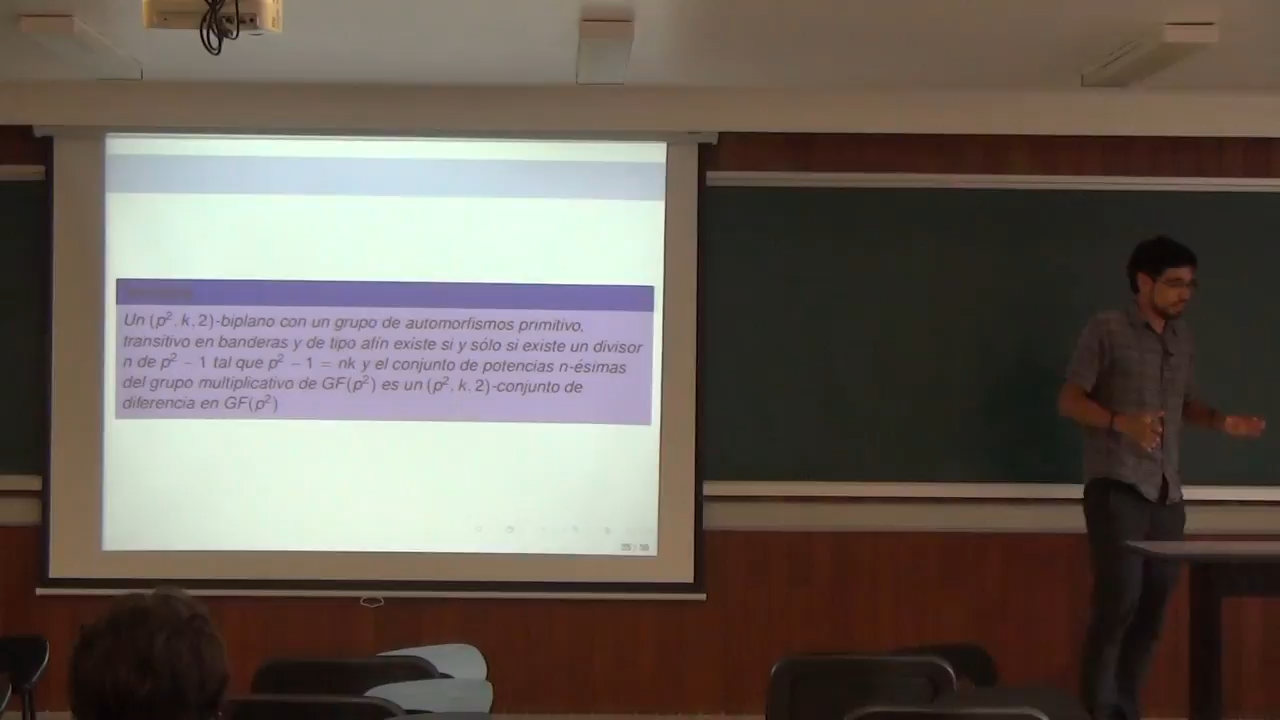 Un (p², k, 2)-biplano con un grupo de automorfismos primitivo,
transitivo en banderas y de tipo afín existe si y sólo si existe un divisor
n de p² − 1 tal que p² − 1 = nk y el conjunto de potencias n-ésimas
del grupo multiplicativo de GF(p²) es un (p², k, 2)-conjunto de
diferencia en GF(p²)